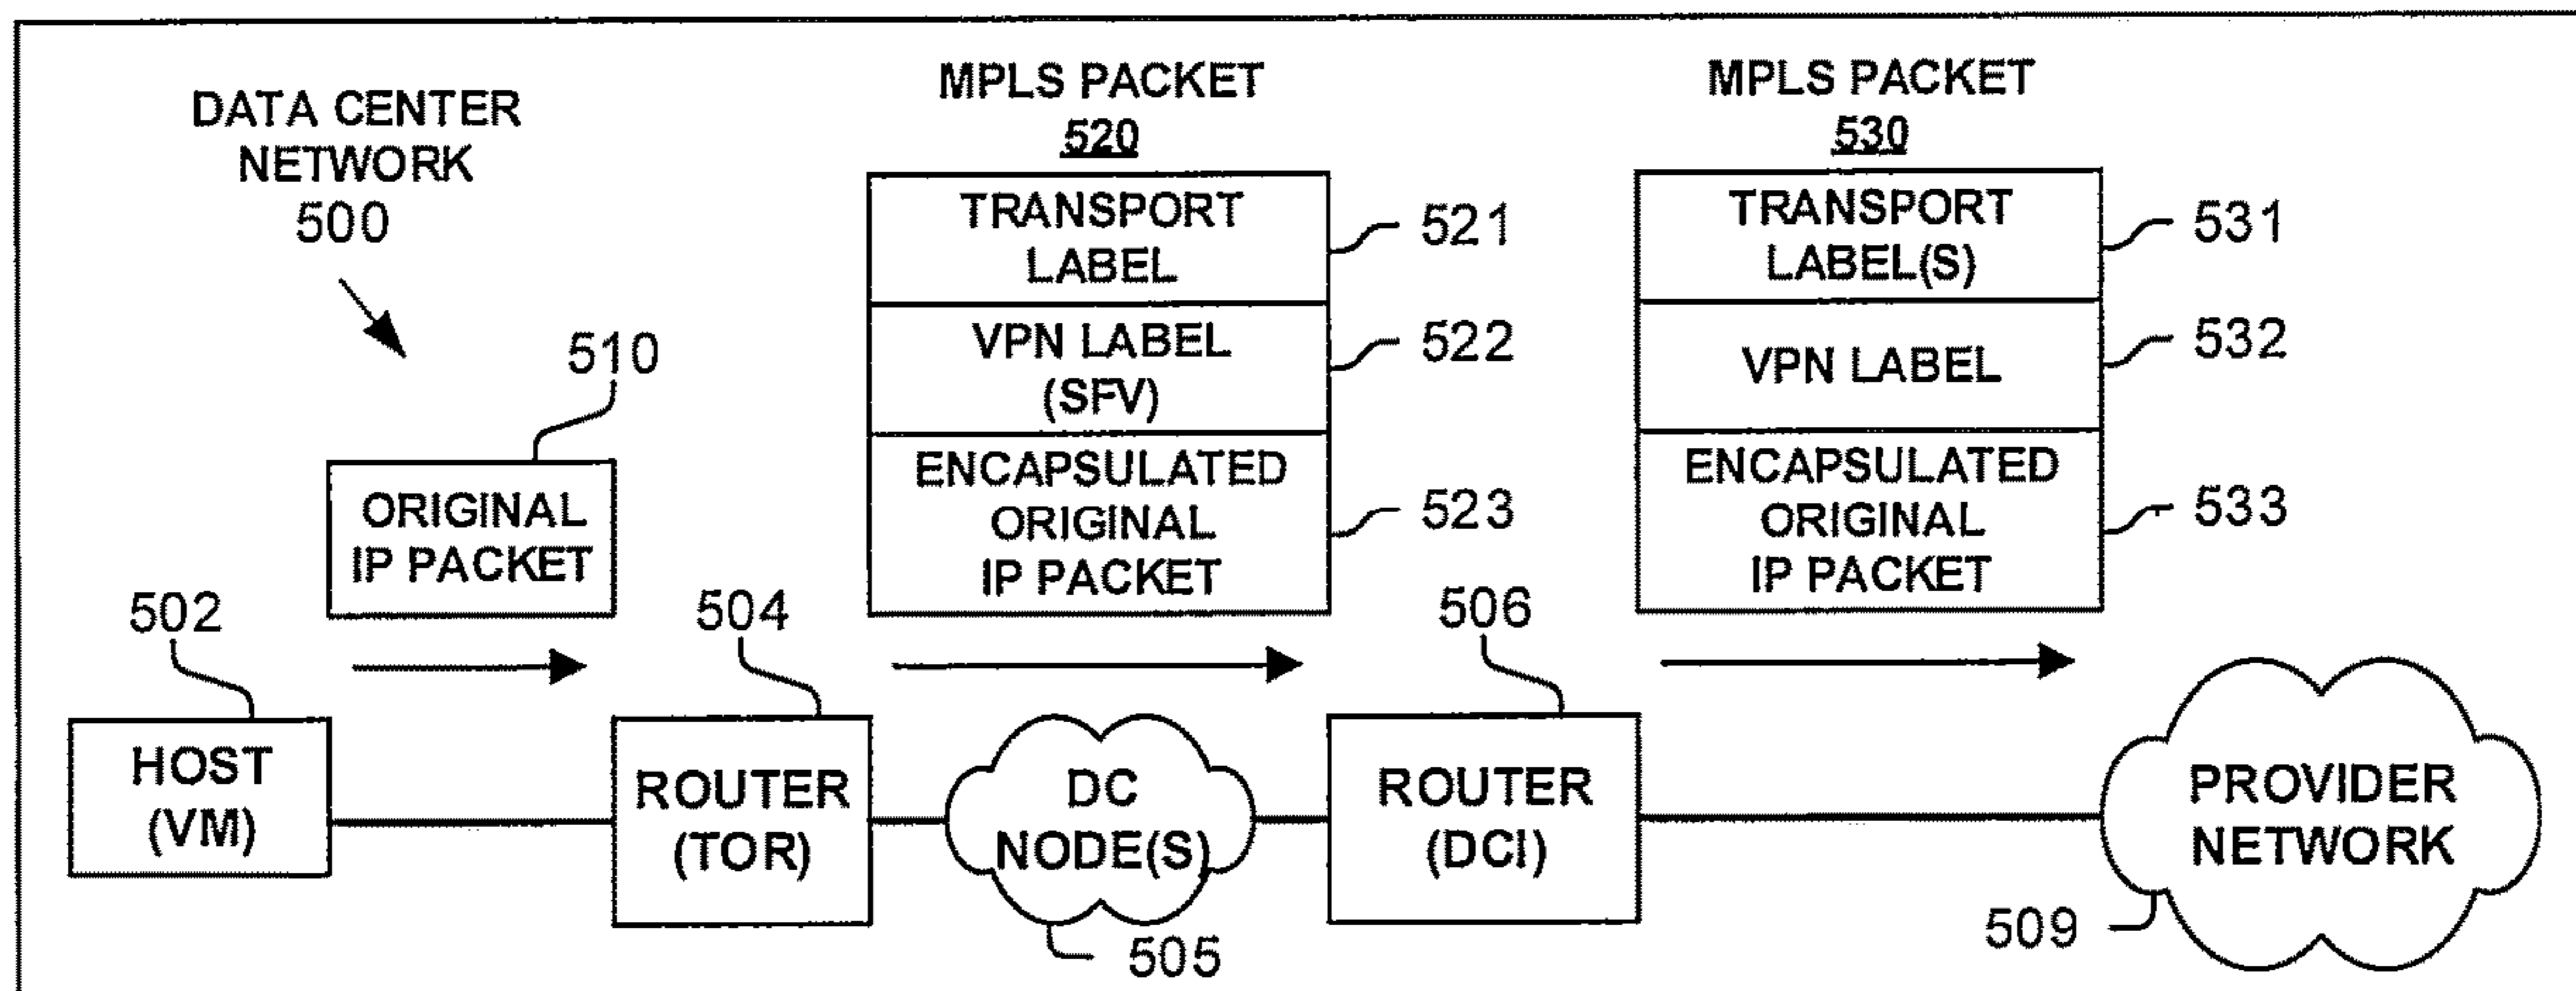 DATA CENTER
NETWORK
500
510
ORIGINAL
IP PACKET
MPLS PACKET
520
TRANSPORT
LABEL
521
VPN LABEL
(SFV)
522
ENCAPSULATED
ORIGINAL
IP PACKET
523
MPLS PACKET
530
TRANSPORT
LABEL(S)
531
VPN LABEL
532
ENCAPSULATED
ORIGINAL
IP PACKET
533
502
HOST
(VM)
504
ROUTER
(TOR)
DC
NODE(S)
505
506
ROUTER
(DCI)
PROVIDER
NETWORK
509